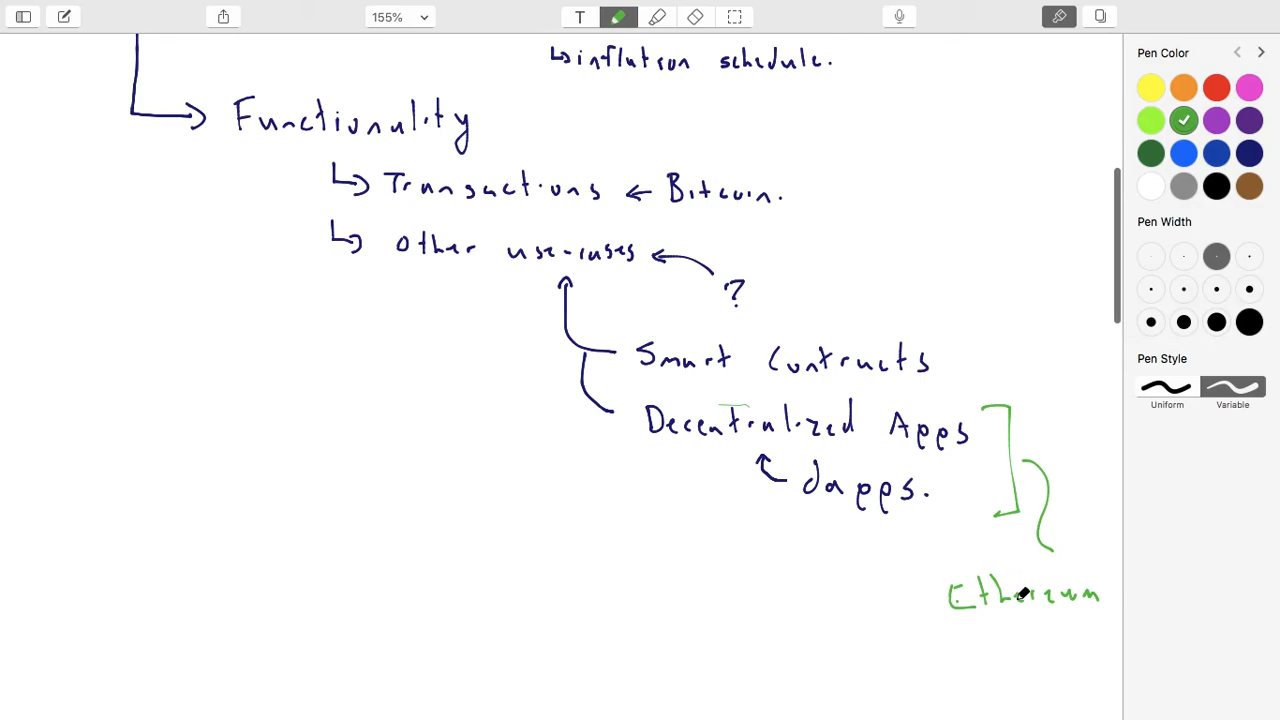 155%
T
Pen Color
↳ inflation schedule.
→ Functionality
↳ Transactions ← Bitcoin.
↳ Other use-cases ←
?
Smart Contracts
Decentralized Apps
dapps.
Ethereum
Pen Width
Pen Style
Uniform Variable